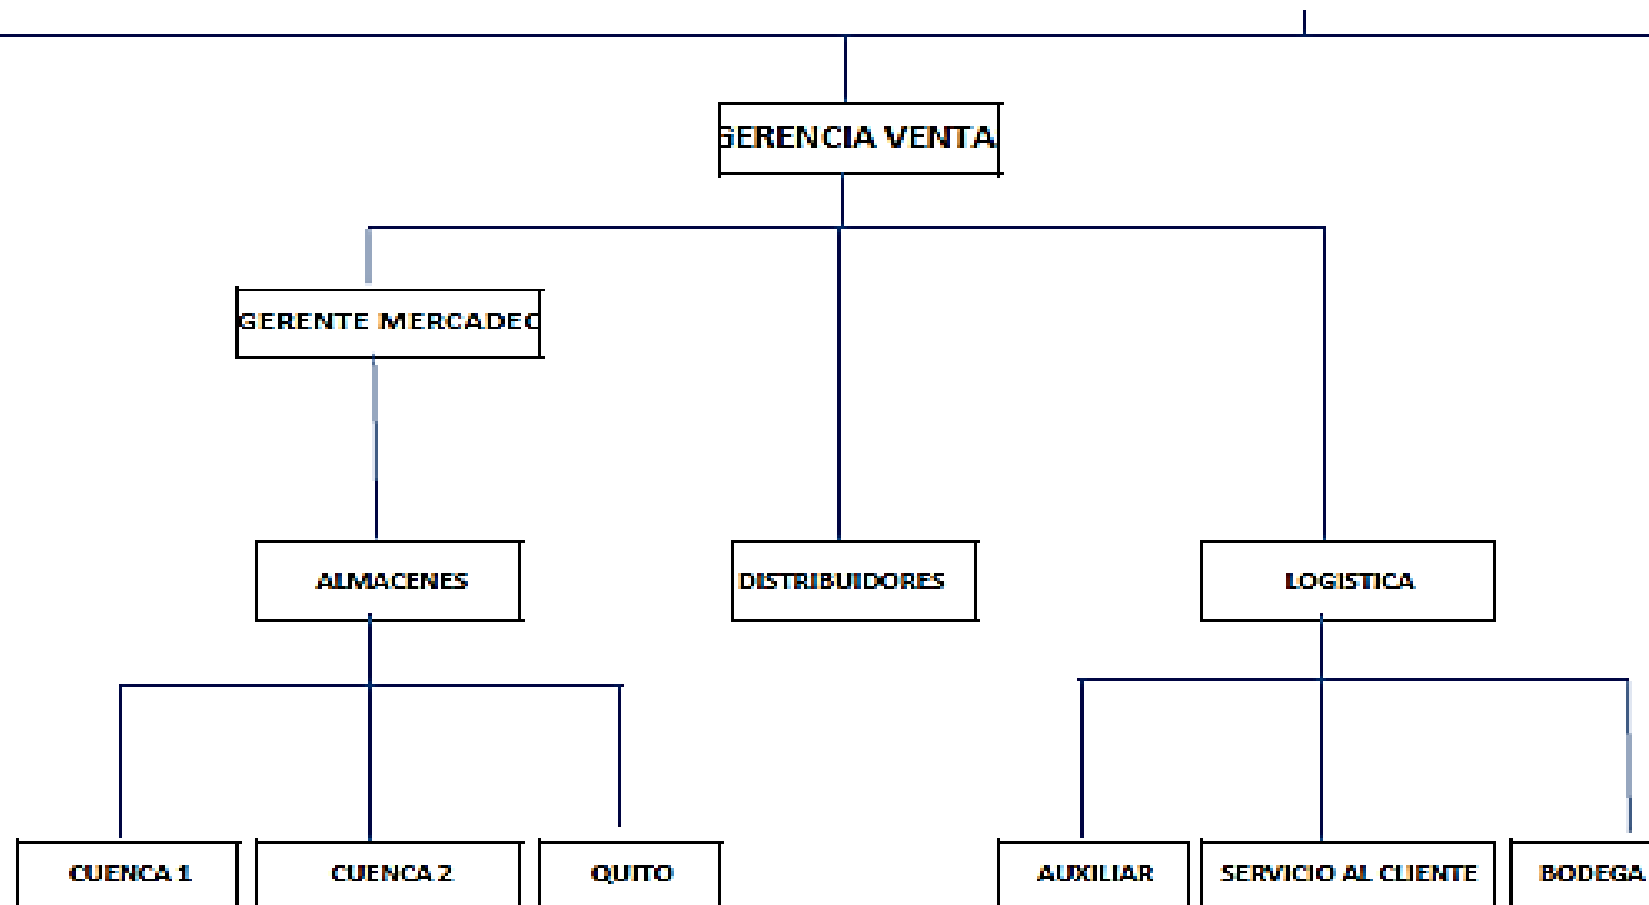 GERENCIA VENTA
GERENTE MERCADEO
ALMACENES
DISTRIBUIDORES
LOGISTICA
CUENCA 1
CUENCA 2
QUITO
AUXILIAR
SERVICIO AL CLIENTE
BODEGA